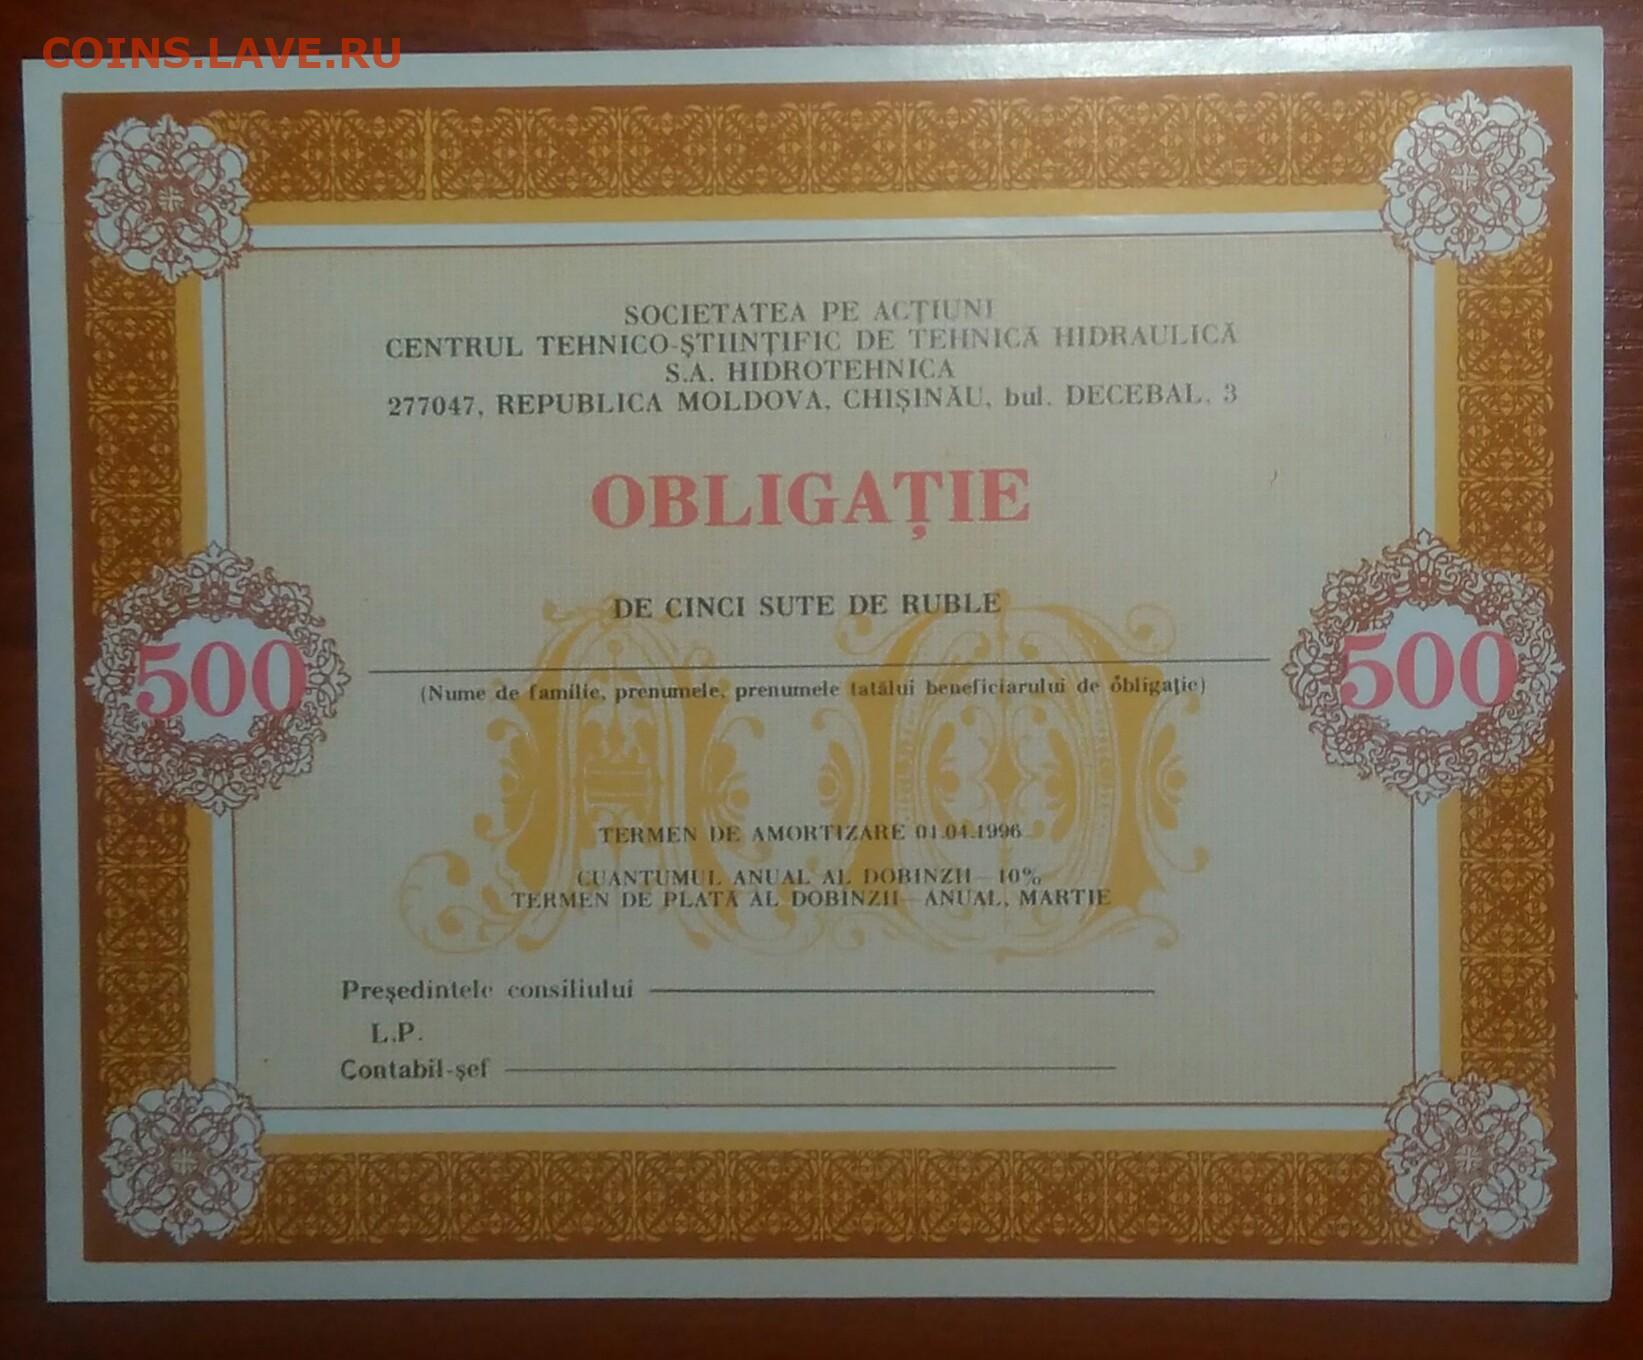 COINS.LAVE.RU
SOCIETATEA PE ACȚIUNI
CENTRUL TEHNICO-ȘTIINȚIFIC DE TEHNICĂ HIDRAULICĂ
S.A. HIDROTEHNICA
277047, REPUBLICA MOLDOVA, CHIȘINĂU, bul. DECEBAL, 3
OBLIGAȚIE
DE CINCI SUTE DE RUBLE
500 500
(Nume de familie, prenumele, prenumele tatălui beneficiarului de obligație)
TERMEN DE AMORTIZARE 01.04.1996
CUANTUMUL ANUAL AL DOBÎNZII—10%
TERMEN DE PLATĂ AL DOBÎNZII—ANUAL, MARTIE
Președintele consiliului
L.P.
Contabil-șef